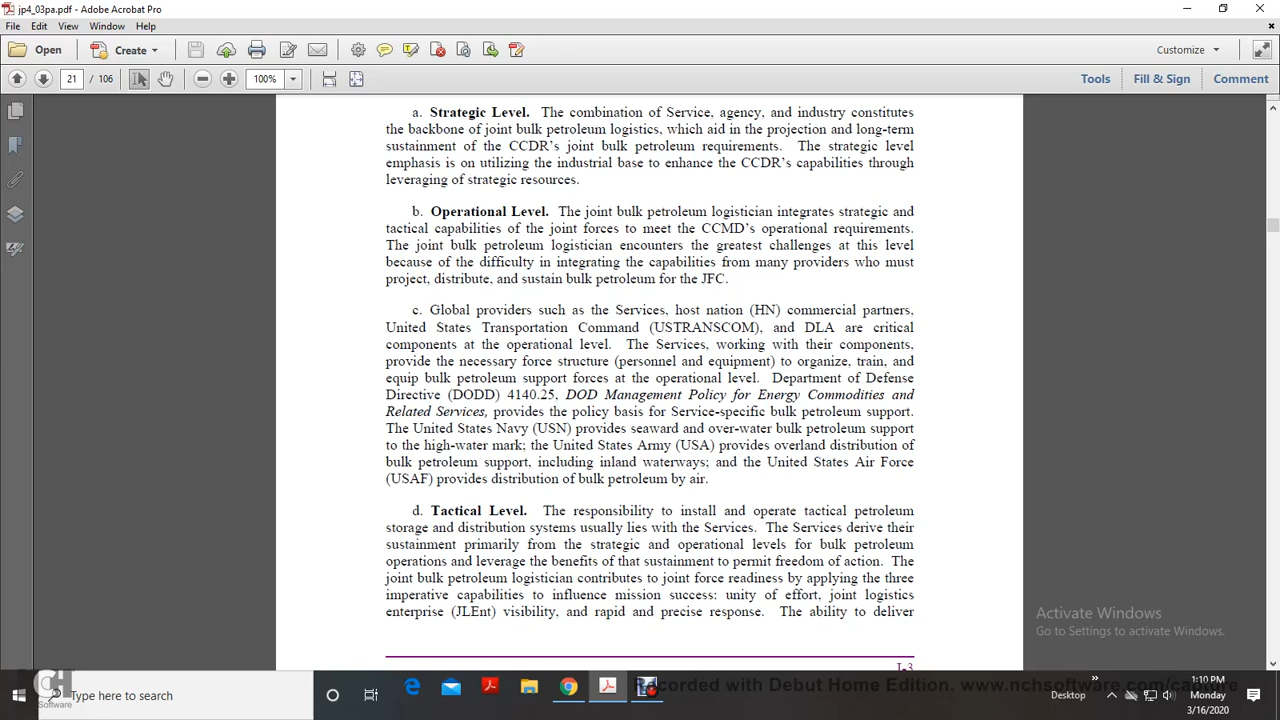 jp4_03pa.pdf - Adobe Acrobat Pro
File Edit View Window Help
Open Create Customize
21 / 106 100% Tools Fill & Sign Comment
a. Strategic Level. The combination of Service, agency, and industry constitutes
the backbone of joint bulk petroleum logistics, which aid in the projection and long-term
sustainment of the CCDR's joint bulk petroleum requirements. The strategic level
emphasis is on utilizing the industrial base to enhance the CCDR's capabilities through
leveraging of strategic resources.
b. Operational Level. The joint bulk petroleum logistician integrates strategic and
tactical capabilities of the joint forces to meet the CCMD's operational requirements.
The joint bulk petroleum logistician encounters the greatest challenges at this level
because of the difficulty in integrating the capabilities from many providers who must
project, distribute, and sustain bulk petroleum for the JFC.
c. Global providers such as the Services, host nation (HN) commercial partners,
United States Transportation Command (USTRANSCOM), and DLA are critical
components at the operational level. The Services, working with their components,
provide the necessary force structure (personnel and equipment) to organize, train, and
equip bulk petroleum support forces at the operational level. Department of Defense
Directive (DODD) 4140.25, DOD Management Policy for Energy Commodities and
Related Services, provides the policy basis for Service-specific bulk petroleum support.
The United States Navy (USN) provides seaward and over-water bulk petroleum support
to the high-water mark; the United States Army (USA) provides overland distribution of
bulk petroleum support, including inland waterways; and the United States Air Force
(USAF) provides distribution of bulk petroleum by air.
d. Tactical Level. The responsibility to install and operate tactical petroleum
storage and distribution systems usually lies with the Services. The Services derive their
sustainment primarily from the strategic and operational levels for bulk petroleum
operations and leverage the benefits of that sustainment to permit freedom of action. The
joint bulk petroleum logistician contributes to joint force readiness by applying the three
imperative capabilities to influence mission success: unity of effort, joint logistics
enterprise (JLEnt) visibility, and rapid and precise response. The ability to deliver
I-3
Activate Windows
Go to Settings to activate Windows.
NCH Software
Type here to search
Recorded with Debut Home Edition. www.nchsoftware.com/capture
Desktop
1:10 PM
Monday
3/16/2020